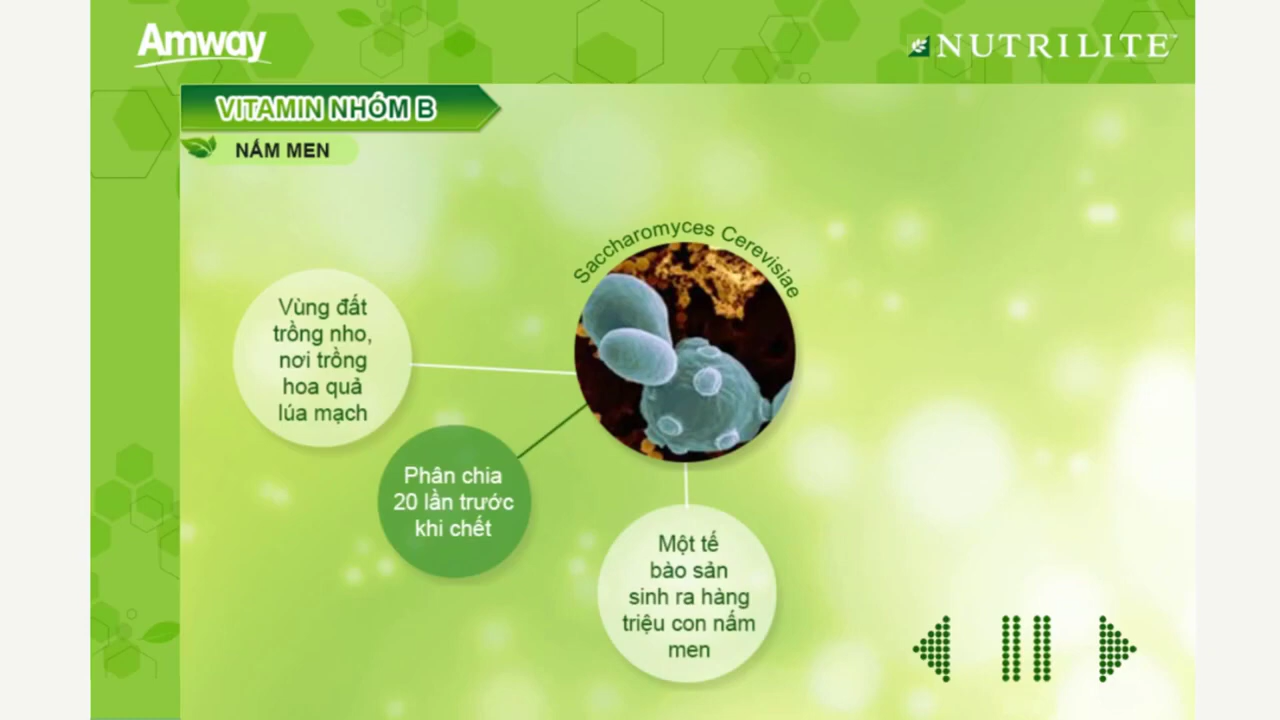 Amway
NUTRILITE
VITAMIN NHÓM B
NẤM MEN
Saccharomyces Cerevisiae
Vùng đất
trồng nho,
nơi trồng
hoa quả
lúa mạch
Phân chia
20 lần trước
khi chết
Một tế
bào sản
sinh ra hàng
triệu con nấm
men